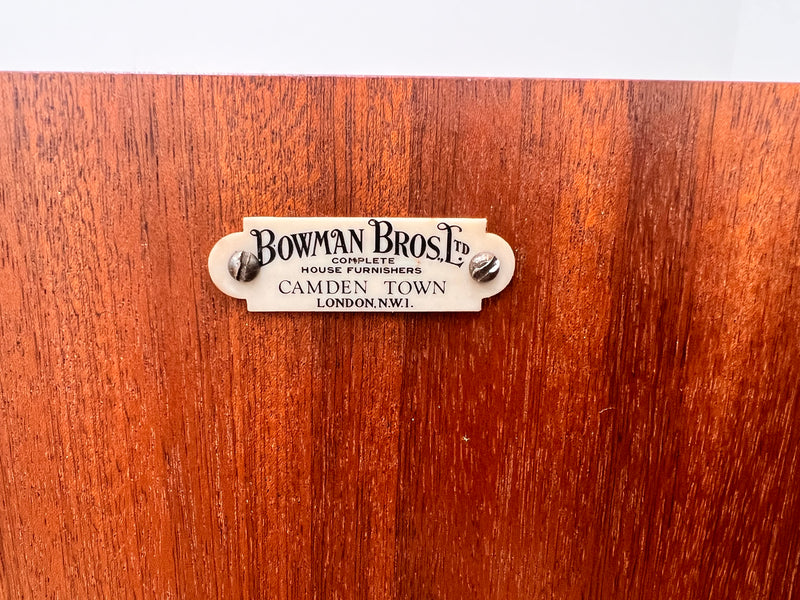 BOWMAN BROS., LTD
COMPLETE
HOUSE FURNISHERS
CAMDEN TOWN
LONDON, N.W.1.